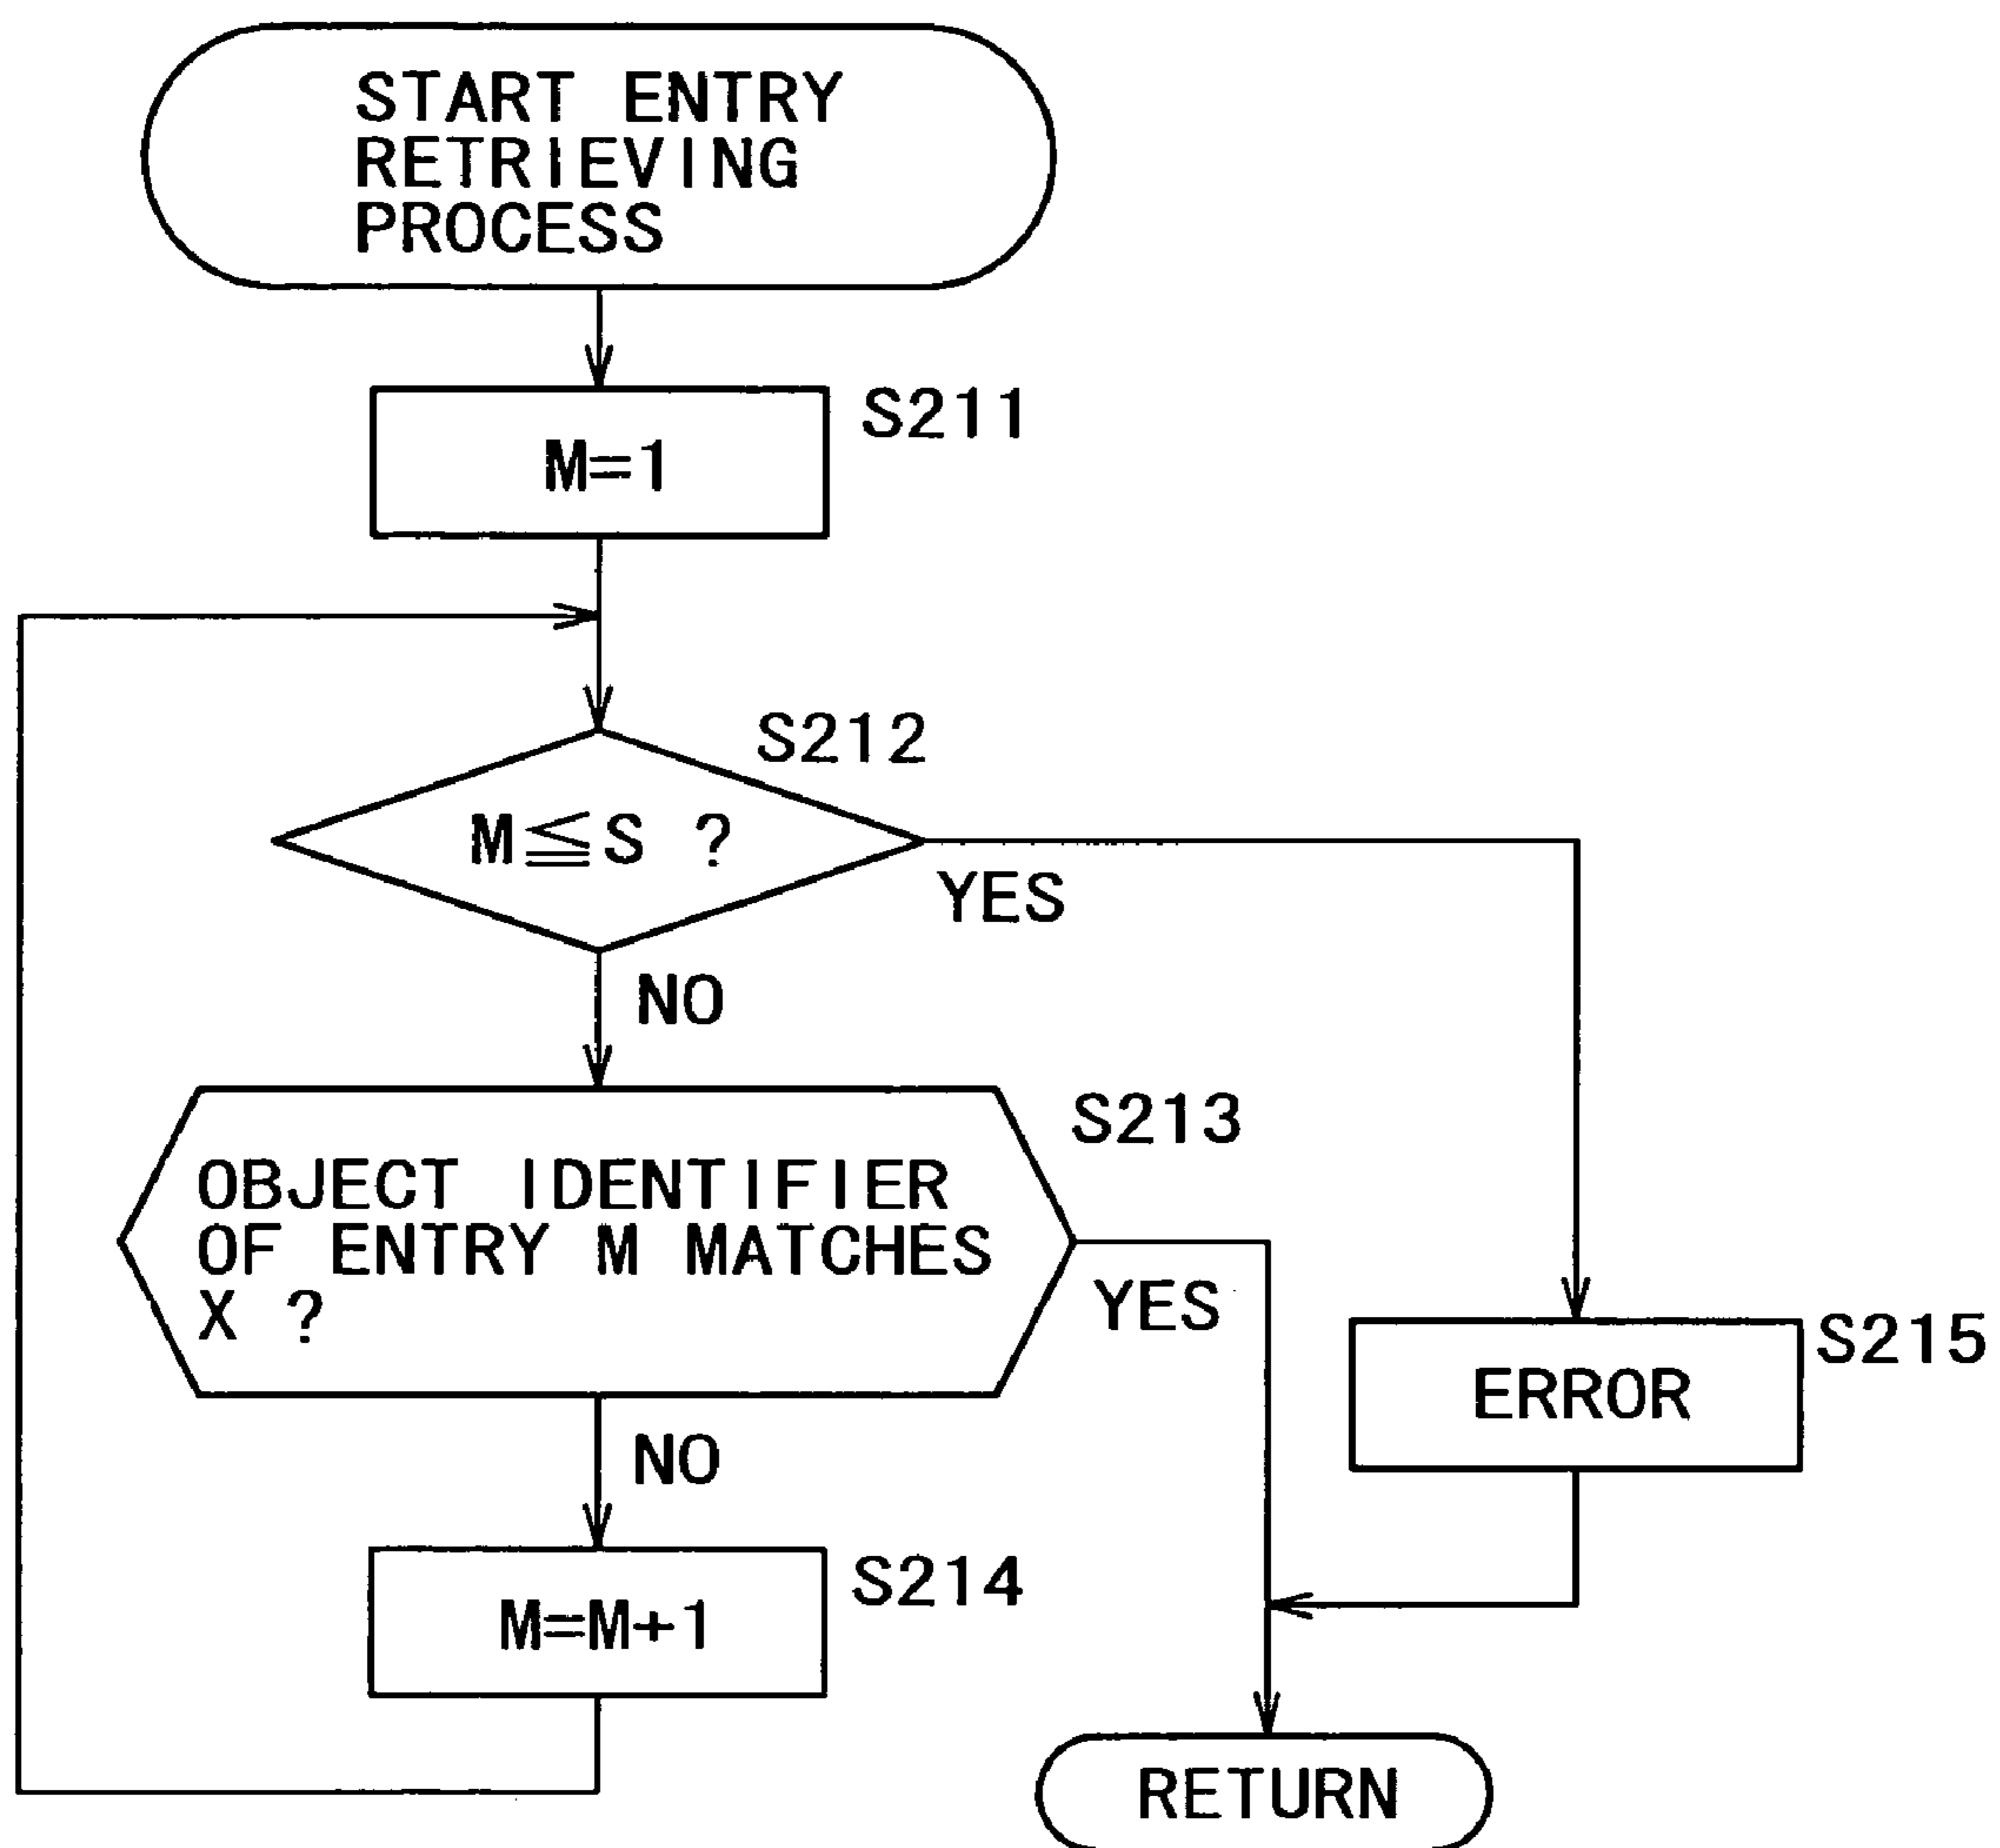 START ENTRY
RETRIEVING
PROCESS
S211
M=1
S212
M≦S ?
YES
NO
S213
OBJECT IDENTIFIER
OF ENTRY M MATCHES
X ?
YES
S215
ERROR
NO
S214
M=M+1
RETURN